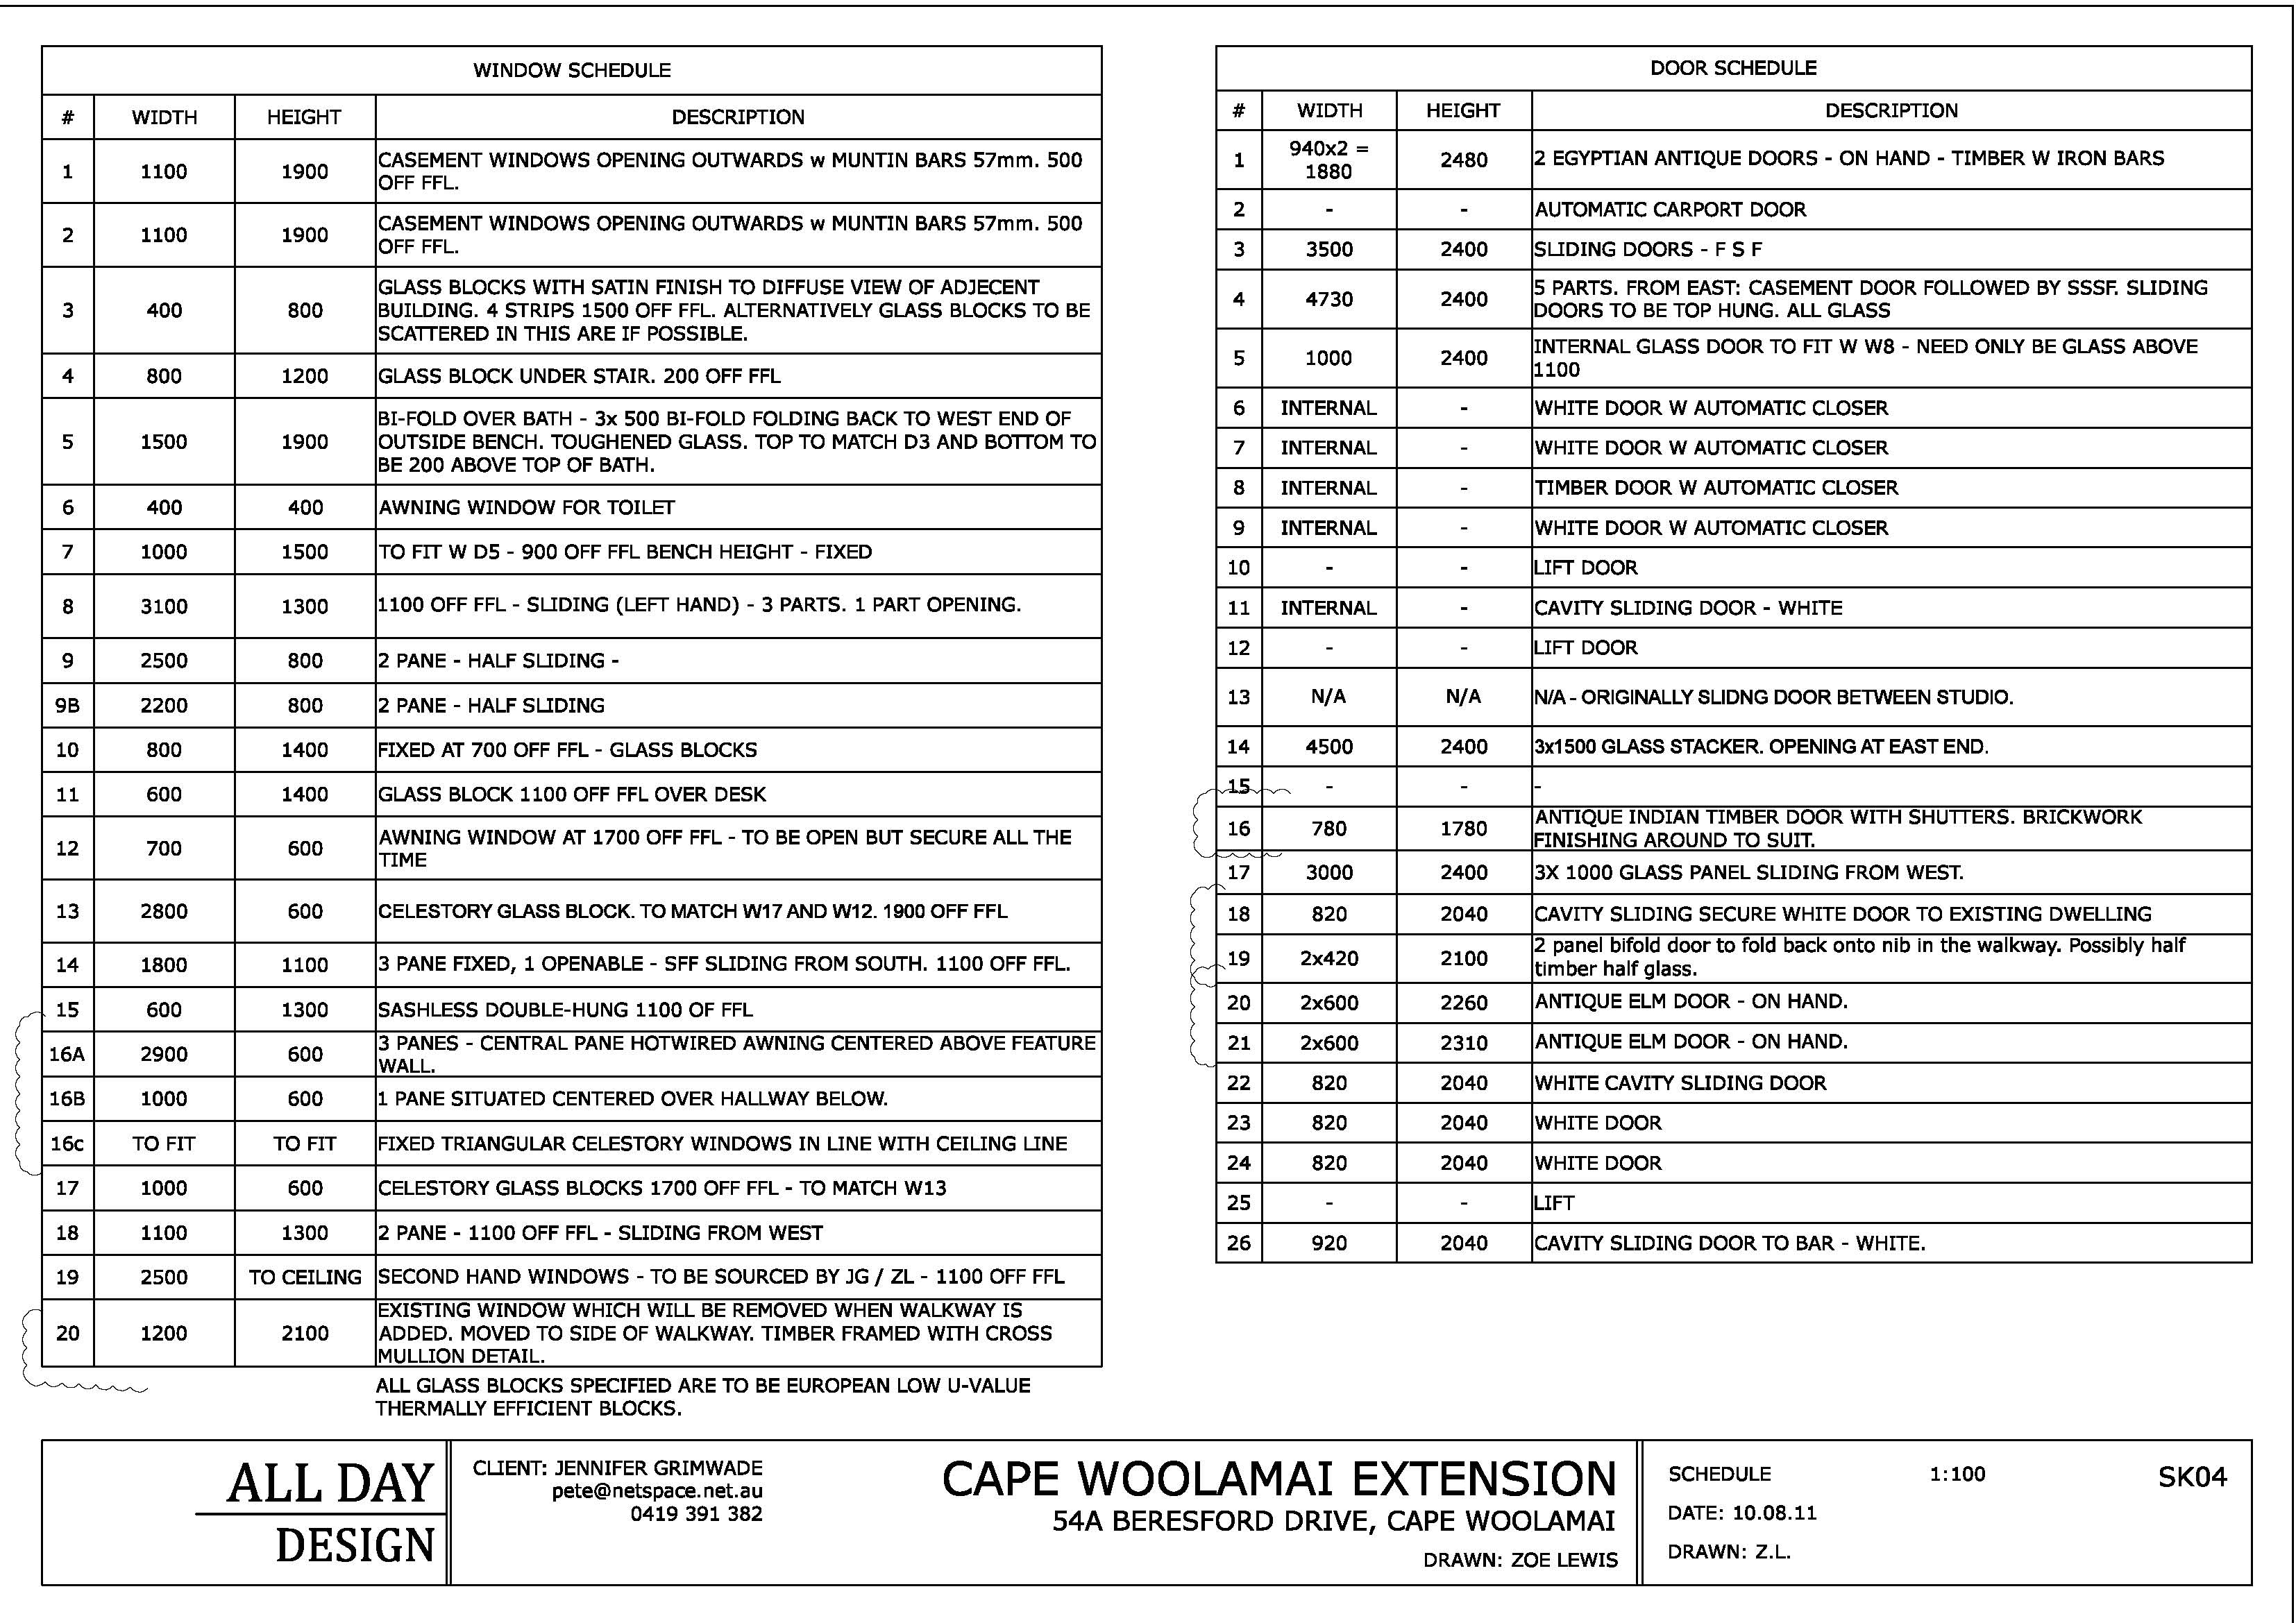 WINDOW SCHEDULE
# WIDTH HEIGHT DESCRIPTION
1 1100 1900 CASEMENT WINDOWS OPENING OUTWARDS w MUNTIN BARS 57mm. 500
OFF FFL.
2 1100 1900 CASEMENT WINDOWS OPENING OUTWARDS w MUNTIN BARS 57mm. 500
OFF FFL.
3 400 800 GLASS BLOCKS WITH SATIN FINISH TO DIFFUSE VIEW OF ADJECENT
BUILDING. 4 STRIPS 1500 OFF FFL. ALTERNATIVELY GLASS BLOCKS TO BE
SCATTERED IN THIS ARE IF POSSIBLE.
4 800 1200 GLASS BLOCK UNDER STAIR. 200 OFF FFL
5 1500 1900 BI-FOLD OVER BATH - 3x 500 BI-FOLD FOLDING BACK TO WEST END OF
OUTSIDE BENCH. TOUGHENED GLASS. TOP TO MATCH D3 AND BOTTOM TO
BE 200 ABOVE TOP OF BATH.
6 400 400 AWNING WINDOW FOR TOILET
7 1000 1500 TO FIT W D5 - 900 OFF FFL BENCH HEIGHT - FIXED
8 3100 1300 1100 OFF FFL - SLIDING (LEFT HAND) - 3 PARTS. 1 PART OPENING.
9 2500 800 2 PANE - HALF SLIDING -
9B 2200 800 2 PANE - HALF SLIDING
10 800 1400 FIXED AT 700 OFF FFL - GLASS BLOCKS
11 600 1400 GLASS BLOCK 1100 OFF FFL OVER DESK
12 700 600 AWNING WINDOW AT 1700 OFF FFL - TO BE OPEN BUT SECURE ALL THE
TIME
13 2800 600 CELESTORY GLASS BLOCK. TO MATCH W17 AND W12. 1900 OFF FFL
14 1800 1100 3 PANE FIXED, 1 OPENABLE - SFF SLIDING FROM SOUTH. 1100 OFF FFL.
15 600 1300 SASHLESS DOUBLE-HUNG 1100 OF FFL
16A 2900 600 3 PANES - CENTRAL PANE HOTWIRED AWNING CENTERED ABOVE FEATURE
WALL.
16B 1000 600 1 PANE SITUATED CENTERED OVER HALLWAY BELOW.
16c TO FIT TO FIT FIXED TRIANGULAR CELESTORY WINDOWS IN LINE WITH CEILING LINE
17 1000 600 CELESTORY GLASS BLOCKS 1700 OFF FFL - TO MATCH W13
18 1100 1300 2 PANE - 1100 OFF FFL - SLIDING FROM WEST
19 2500 TO CEILING SECOND HAND WINDOWS - TO BE SOURCED BY JG / ZL - 1100 OFF FFL
20 1200 2100 EXISTING WINDOW WHICH WILL BE REMOVED WHEN WALKWAY IS
ADDED. MOVED TO SIDE OF WALKWAY. TIMBER FRAMED WITH CROSS
MULLION DETAIL.
ALL GLASS BLOCKS SPECIFIED ARE TO BE EUROPEAN LOW U-VALUE
THERMALLY EFFICIENT BLOCKS.
DOOR SCHEDULE
# WIDTH HEIGHT DESCRIPTION
1 940x2 =
1880 2480 2 EGYPTIAN ANTIQUE DOORS - ON HAND - TIMBER W IRON BARS
2 - - AUTOMATIC CARPORT DOOR
3 3500 2400 SLIDING DOORS - F S F
4 4730 2400 5 PARTS. FROM EAST: CASEMENT DOOR FOLLOWED BY SSSF. SLIDING
DOORS TO BE TOP HUNG. ALL GLASS
5 1000 2400 INTERNAL GLASS DOOR TO FIT W W8 - NEED ONLY BE GLASS ABOVE
1100
6 INTERNAL - WHITE DOOR W AUTOMATIC CLOSER
7 INTERNAL - WHITE DOOR W AUTOMATIC CLOSER
8 INTERNAL - TIMBER DOOR W AUTOMATIC CLOSER
9 INTERNAL - WHITE DOOR W AUTOMATIC CLOSER
10 - - LIFT DOOR
11 INTERNAL - CAVITY SLIDING DOOR - WHITE
12 - - LIFT DOOR
13 N/A N/A N/A - ORIGINALLY SLIDNG DOOR BETWEEN STUDIO.
14 4500 2400 3x1500 GLASS STACKER. OPENING AT EAST END.
15 - - -
16 780 1780 ANTIQUE INDIAN TIMBER DOOR WITH SHUTTERS. BRICKWORK
FINISHING AROUND TO SUIT.
17 3000 2400 3X 1000 GLASS PANEL SLIDING FROM WEST.
18 820 2040 CAVITY SLIDING SECURE WHITE DOOR TO EXISTING DWELLING
19 2x420 2100 2 panel bifold door to fold back onto nib in the walkway. Possibly half
timber half glass.
20 2x600 2260 ANTIQUE ELM DOOR - ON HAND.
21 2x600 2310 ANTIQUE ELM DOOR - ON HAND.
22 820 2040 WHITE CAVITY SLIDING DOOR
23 820 2040 WHITE DOOR
24 820 2040 WHITE DOOR
25 - - LIFT
26 920 2040 CAVITY SLIDING DOOR TO BAR - WHITE.
ALL DAY
DESIGN
CLIENT: JENNIFER GRIMWADE
pete@netspace.net.au
0419 391 382
CAPE WOOLAMAI EXTENSION
54A BERESFORD DRIVE, CAPE WOOLAMAI
DRAWN: ZOE LEWIS
SCHEDULE 1:100 SK04
DATE: 10.08.11
DRAWN: Z.L.